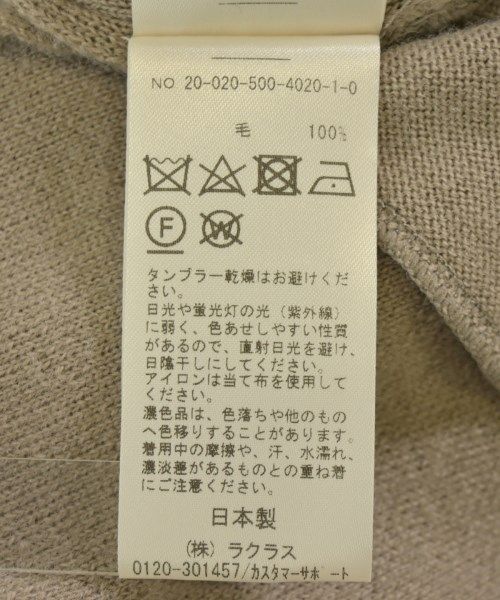 NO 20-020-500-4020-1-0
毛 100%
F W
タンブラー乾燥はお避けくだ
さい。
日光や蛍光灯の光（紫外線）
に弱く、色あせしやすい性質
があるので、直射日光を避け、
日陰干しにしてください。
アイロンは当て布を使用して
ください。
濃色品は、色落ちや他のもの
へ色移りすることがあります。
着用中の摩擦や、汗、水濡れ、
濃淡差があるものとの重ね着
にご注意ください。
日本製
（株）ラクラス
0120-301457/カスタマーサポート